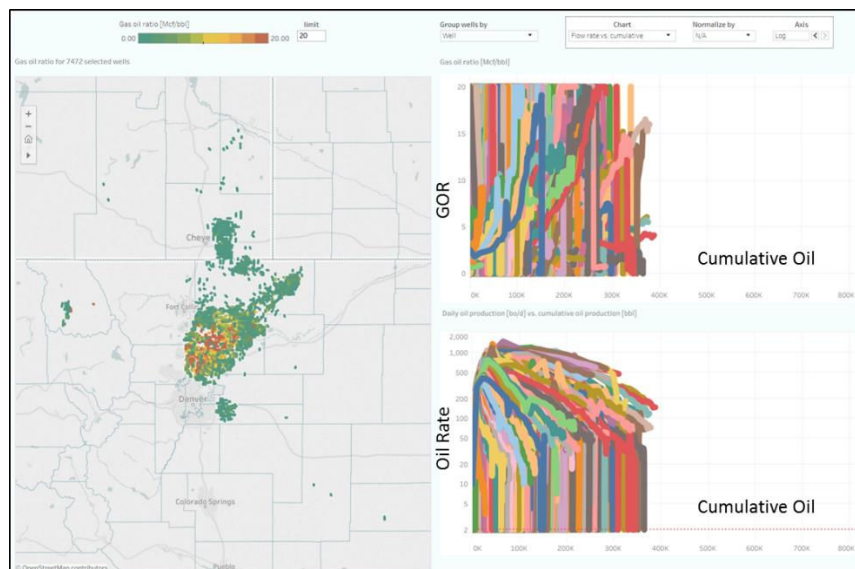 Gas oil ratio [Mcf/bbl]
0.00 20.00
limit
20
Group wells by
Well
Chart
Flow rate vs. cumulative
Normalize by
N/A
Axis
Log
Gas oil ratio for 7472 selected wells
Gas oil ratio [Mcf/bbl]
+
−
Cheye
Fort Collin
Denver
Colorado Springs
Pueblo
© OpenStreetMap contributors
20
15
10
5
0
GOR
Cumulative Oil
0K 100K 200K 300K 400K 500K 600K 700K 800K
Daily oil production [bo/d] vs. cumulative oil production [bbl]
2,000
1,000
500
200
100
50
20
10
5
2
Oil Rate
Cumulative Oil
0K 100K 200K 300K 400K 500K 600K 700K 800K